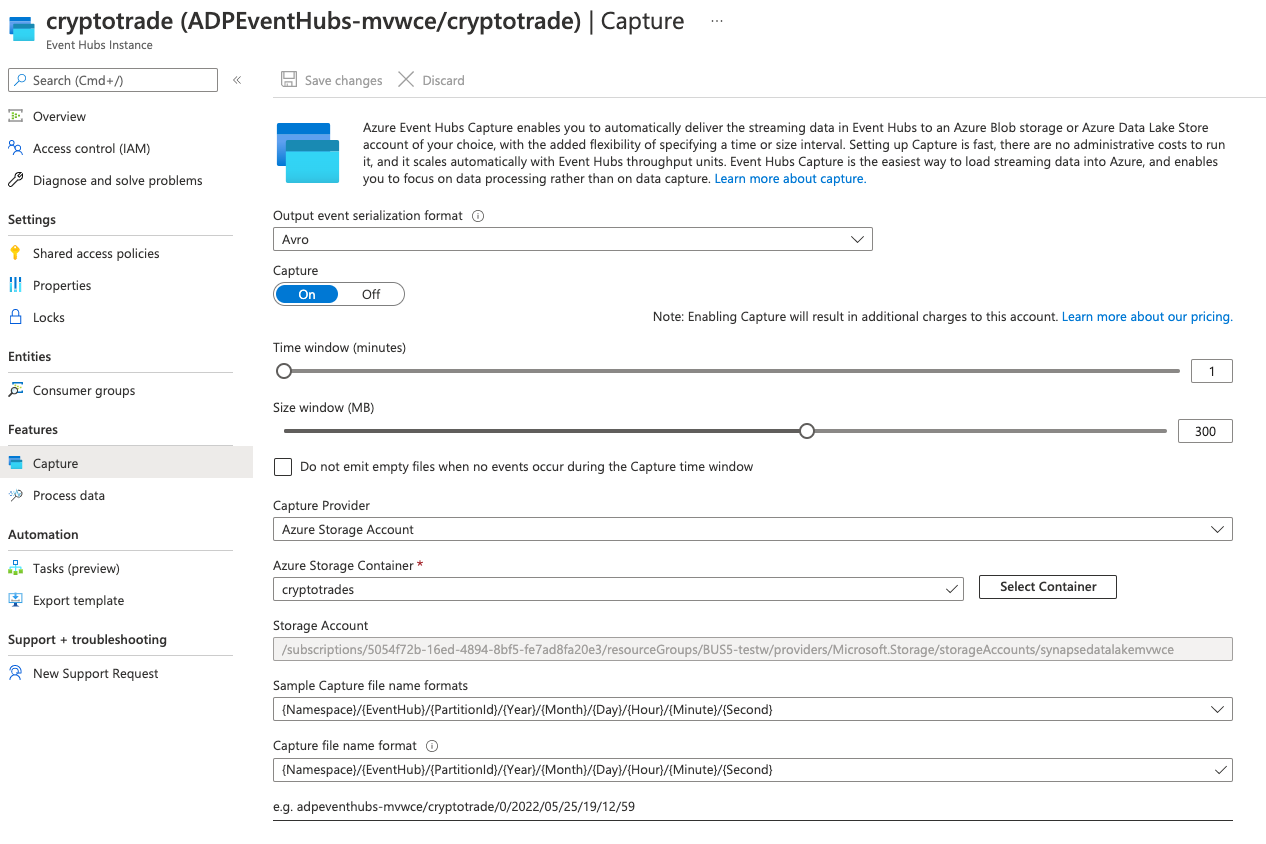 cryptotrade (ADPEventHubs-mvwce/cryptotrade) | Capture ...
Event Hubs Instance
Search (Cmd+/)
«
Overview
Access control (IAM)
Diagnose and solve problems
Settings
Shared access policies
Properties
Locks
Entities
Consumer groups
Features
Capture
Process data
Automation
Tasks (preview)
Export template
Support + troubleshooting
New Support Request
Save changes
Discard
Azure Event Hubs Capture enables you to automatically deliver the streaming data in Event Hubs to an Azure Blob storage or Azure Data Lake Store
account of your choice, with the added flexibility of specifying a time or size interval. Setting up Capture is fast, there are no administrative costs to run
it, and it scales automatically with Event Hubs throughput units. Event Hubs Capture is the easiest way to load streaming data into Azure, and enables
you to focus on data processing rather than on data capture. Learn more about capture.
Output event serialization format
Avro
Capture
On Off
Note: Enabling Capture will result in additional charges to this account. Learn more about our pricing.
Time window (minutes)
1
Size window (MB)
300
Do not emit empty files when no events occur during the Capture time window
Capture Provider
Azure Storage Account
Azure Storage Container *
cryptotrades
Select Container
Storage Account
/subscriptions/5054f72b-16ed-4894-8bf5-fe7ad8fa20e3/resourceGroups/BUS5-testw/providers/Microsoft.Storage/storageAccounts/synapsedatalakemvwce
Sample Capture file name formats
{Namespace}/{EventHub}/{PartitionId}/{Year}/{Month}/{Day}/{Hour}/{Minute}/{Second}
Capture file name format
{Namespace}/{EventHub}/{PartitionId}/{Year}/{Month}/{Day}/{Hour}/{Minute}/{Second}
e.g. adpeventhubs-mvwce/cryptotrade/0/2022/05/25/19/12/59